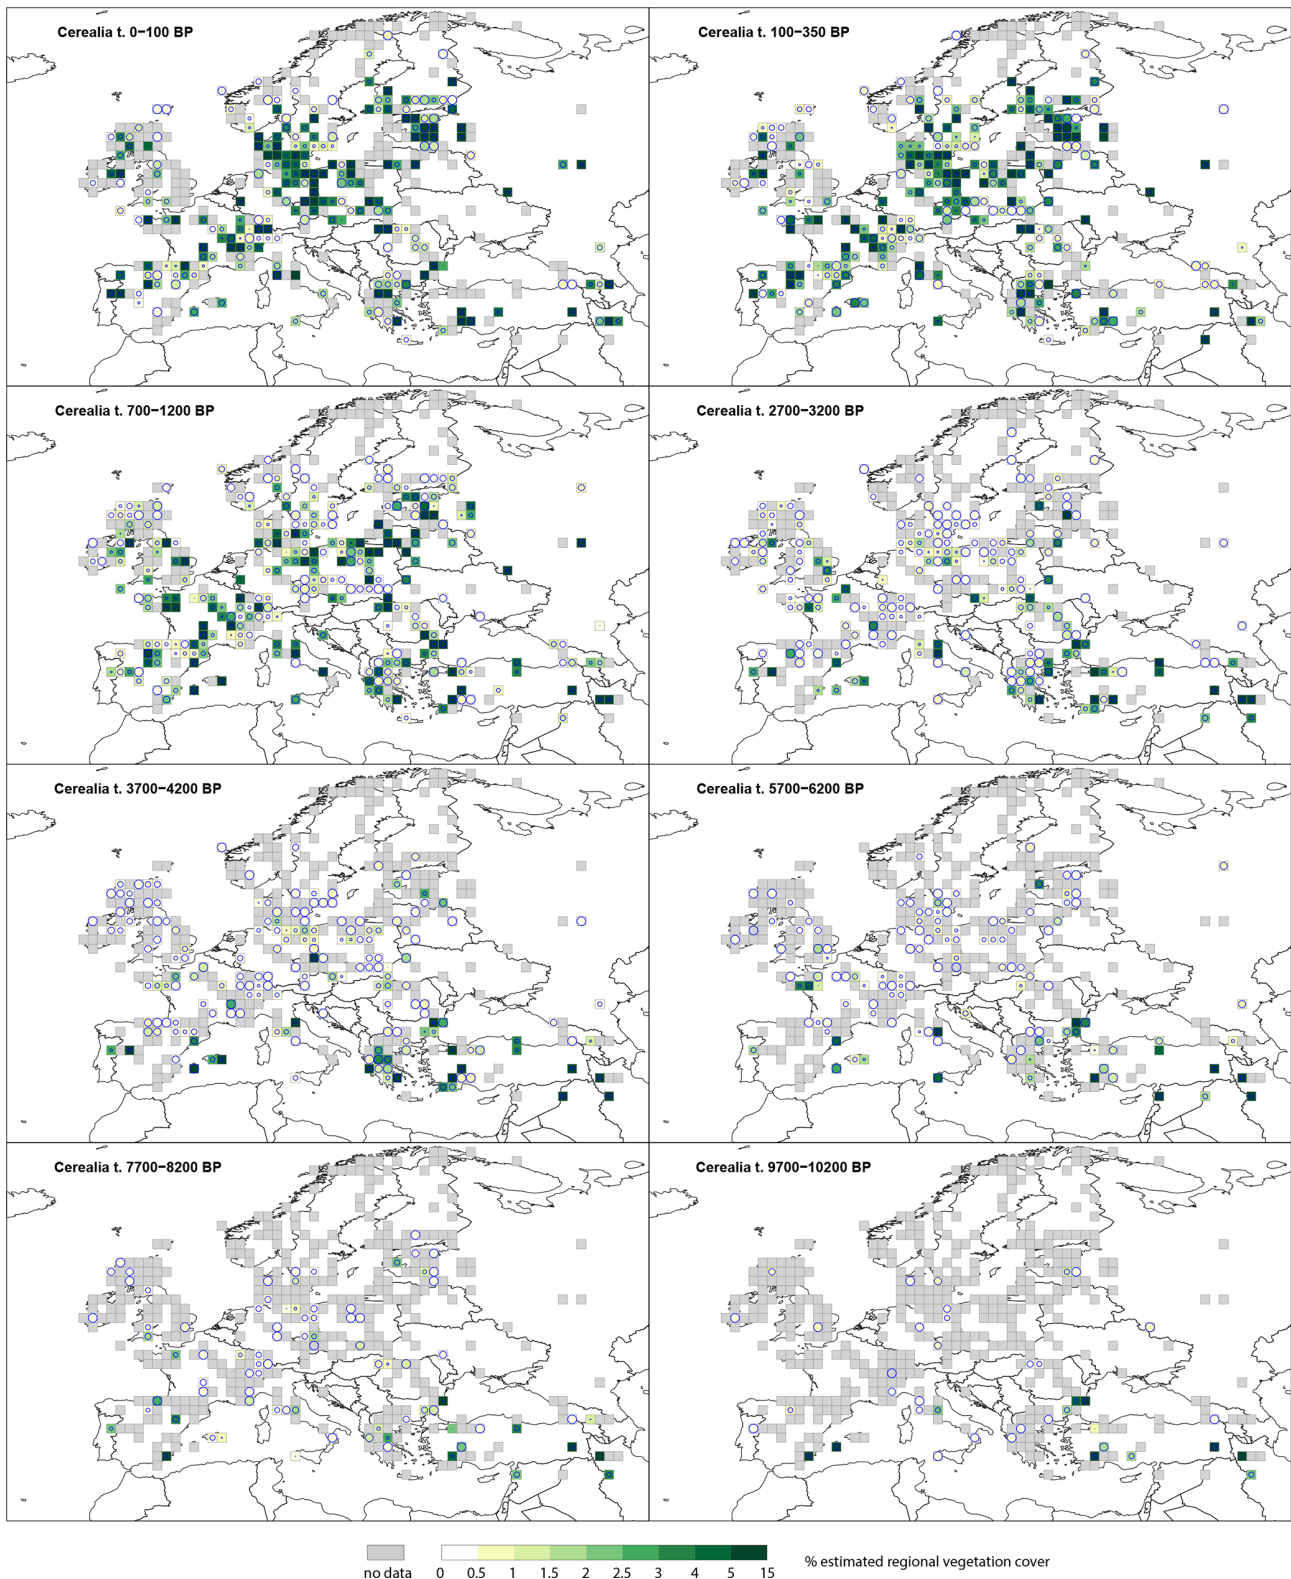 Cerealia t. 0−100 BP
Cerealia t. 100−350 BP
Cerealia t. 700−1200 BP
Cerealia t. 2700−3200 BP
Cerealia t. 3700−4200 BP
Cerealia t. 5700−6200 BP
Cerealia t. 7700−8200 BP
Cerealia t. 9700−10200 BP
no data
0 0.5 1 1.5 2 2.5 3 4 5 15
% estimated regional vegetation cover